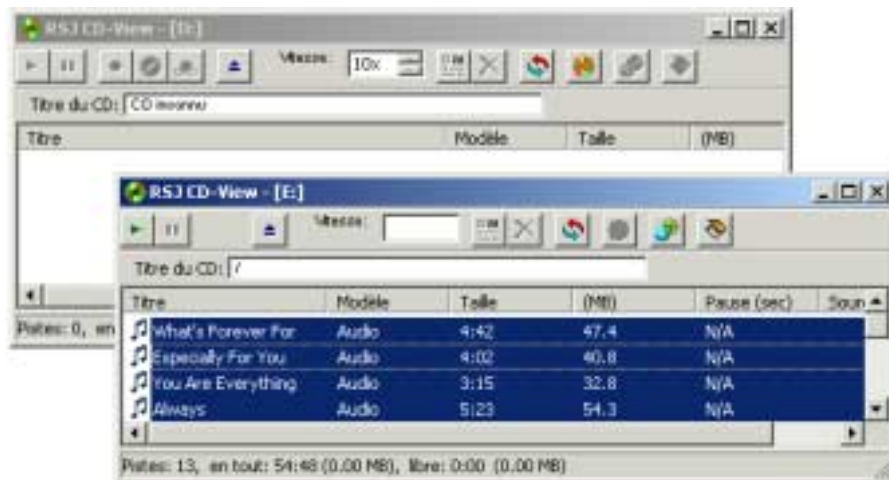 RSJ CD-View - [D:]
Vitesse: 10x
Titre du CD: CD inconnu
Titre Modèle Taille (MB)
Pistes: 0, en
RSJ CD-View - [E:]
Vitesse:
Titre du CD: /
Titre Modèle Taille (MB) Pause (sec) Soun
What's Forever For Audio 4:42 47.4 N/A
Especially For You Audio 4:02 40.8 N/A
You Are Everything Audio 3:15 32.8 N/A
Always Audio 5:23 54.3 N/A
Pistes: 13, en tout: 54:48 (0.00 MB), libre: 0:00 (0.00 MB)